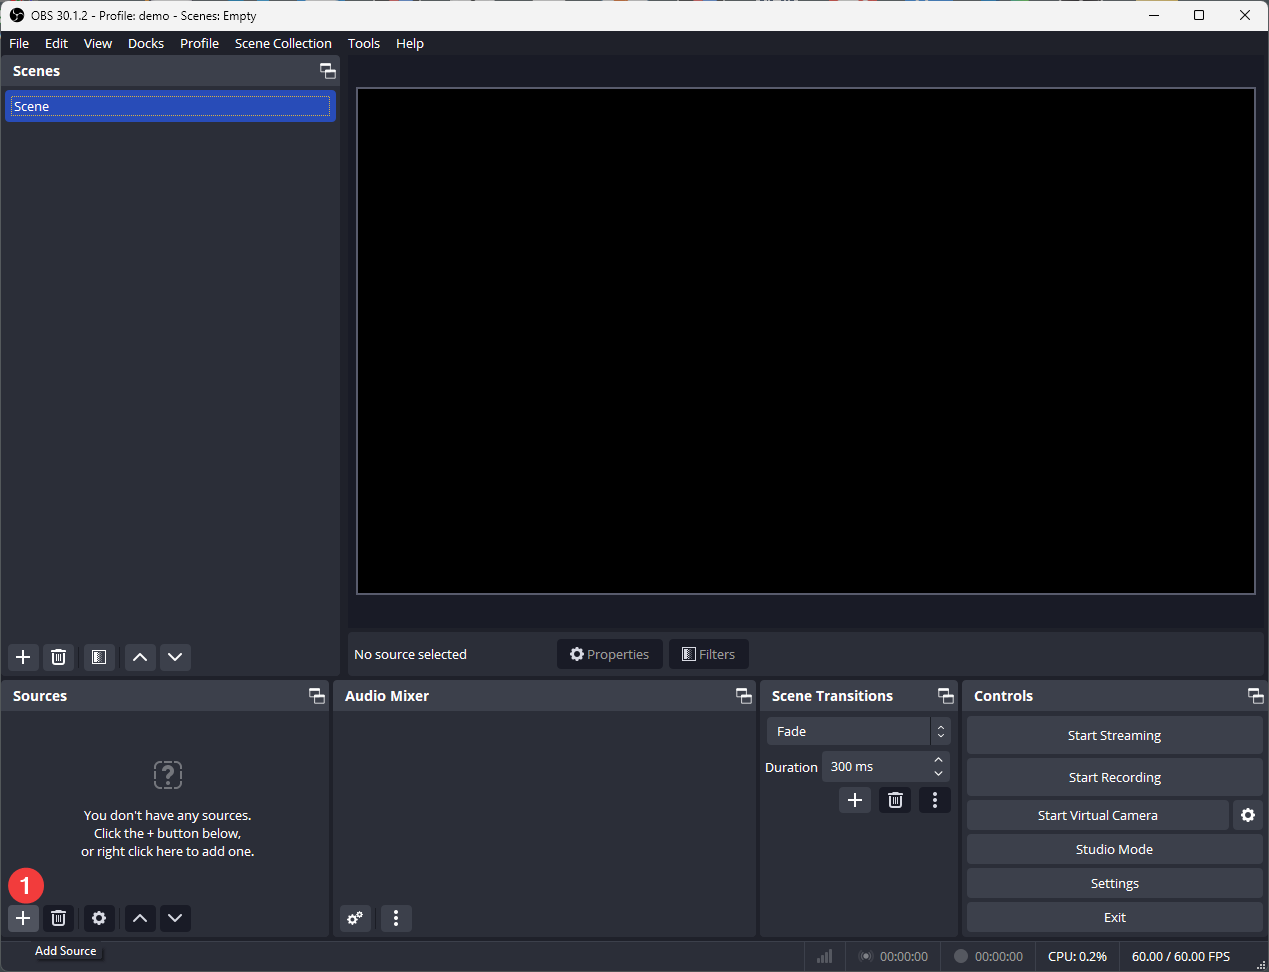 OBS 30.1.2 - Profile: demo - Scenes: Empty
File Edit View Docks Profile Scene Collection Tools Help
Scenes
Scene
No source selected
Properties
Filters
Sources
You don't have any sources.
Click the + button below,
or right click here to add one.
1
Add Source
Audio Mixer
Scene Transitions
Fade
Duration 300 ms
Controls
Start Streaming
Start Recording
Start Virtual Camera
Studio Mode
Settings
Exit
00:00:00
00:00:00
CPU: 0.2%
60.00 / 60.00 FPS